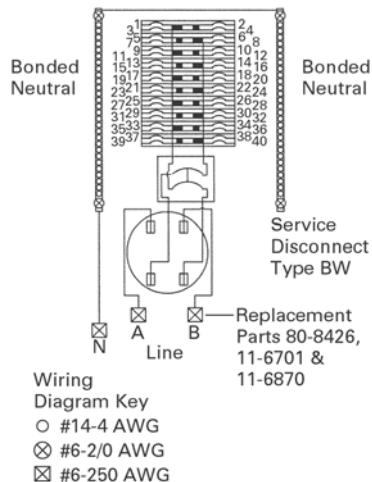 1 2
3 4
5 6
7 8
9 10
11 12
13 14
15 16
17 18
19 20
21 22
23 24
25 26
27 28
29 30
31 32
33 34
35 36
37 38
39 40
Bonded
Neutral
Bonded
Neutral
Service
Disconnect
Type BW
N
A
B
Line
Replacement
Parts 80-8426,
11-6701 &
11-6870
Wiring
Diagram Key
#14-4 AWG
#6-2/0 AWG
#6-250 AWG